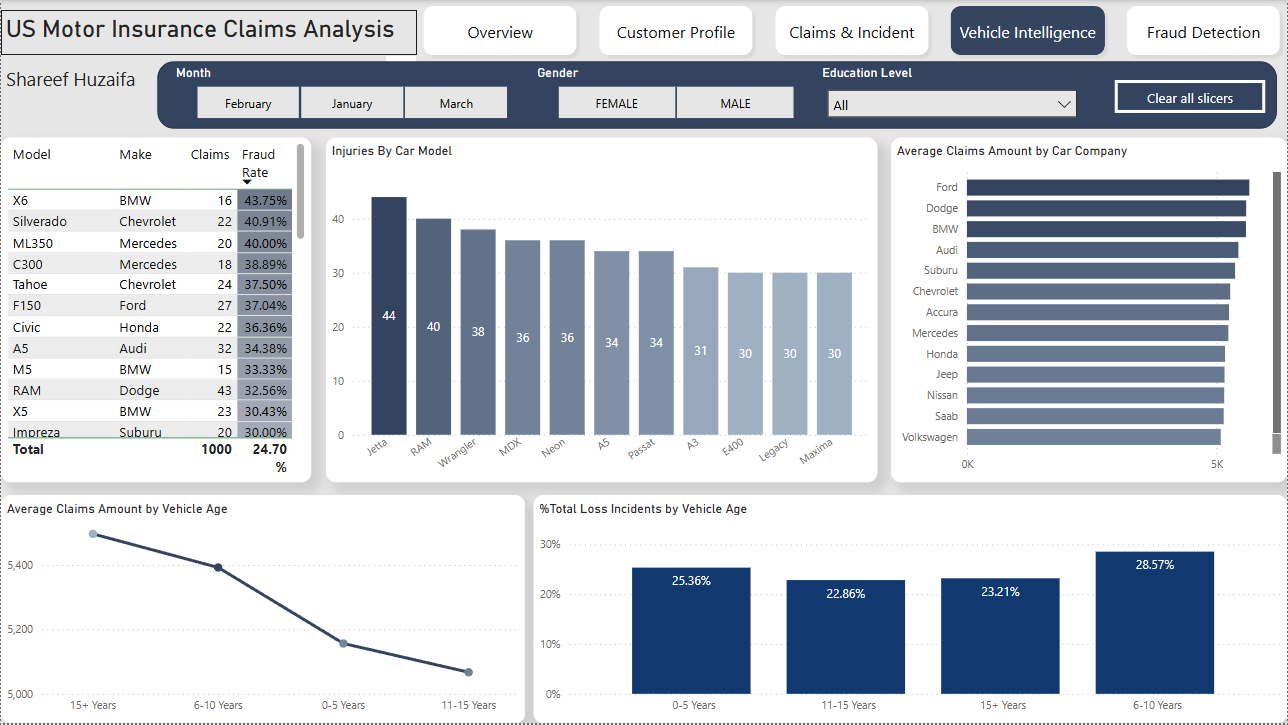 US Motor Insurance Claims Analysis
Overview
Customer Profile
Claims & Incident
Vehicle Intelligence
Fraud Detection
Shareef Huzaifa
Month
February January March
Gender
FEMALE MALE
Education Level
All
Clear all slicers
Model Make Claims Fraud Rate
X6 BMW 16 43.75%
Silverado Chevrolet 22 40.91%
ML350 Mercedes 20 40.00%
C300 Mercedes 18 38.89%
Tahoe Chevrolet 24 37.50%
F150 Ford 27 37.04%
Civic Honda 22 36.36%
A5 Audi 32 34.38%
M5 BMW 15 33.33%
RAM Dodge 43 32.56%
X5 BMW 23 30.43%
Impreza Suburu 20 30.00%
Total 1000 24.70
%
Injuries By Car Model
40
30
20
10
0
44 40 38 36 36 34 34 31 30 30 30
Jetta RAM Wrangler MDX Neon A5 Passat A3 E400 Legacy Maxima
Average Claims Amount by Car Company
Ford
Dodge
BMW
Audi
Suburu
Chevrolet
Accura
Mercedes
Honda
Jeep
Nissan
Saab
Volkswagen
0K 5K
Average Claims Amount by Vehicle Age
5,400
5,200
5,000
15+ Years 6-10 Years 0-5 Years 11-15 Years
%Total Loss Incidents by Vehicle Age
30%
20%
10%
0%
25.36% 22.86% 23.21% 28.57%
0-5 Years 11-15 Years 15+ Years 6-10 Years